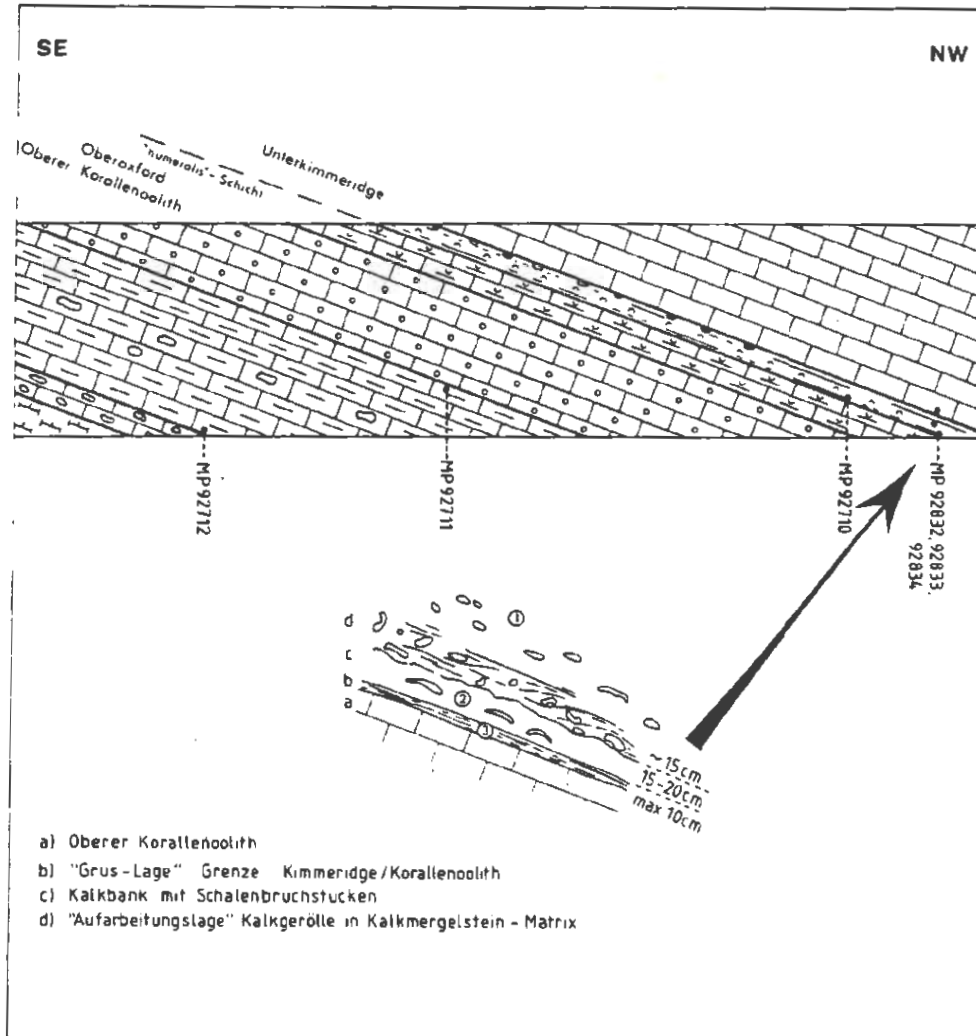 SE
NW
Oberer Korallenoolith
Oberoxford
"humeralis"- Schicht
Unterkimmeridge
MP92712
MP92711
MP92710
MP 92832, 92833,
92834
d
c
b
a
1
2
3
~15cm
15-20cm
max 10cm
a) Oberer Korallenoolith
b) "Grus-Lage" Grenze Kimmeridge/Korallenoolith
c) Kalkbank mit Schalenbruchstucken
d) "Aufarbeitungslage" Kalkgerölle in Kalkmergelstein - Matrix